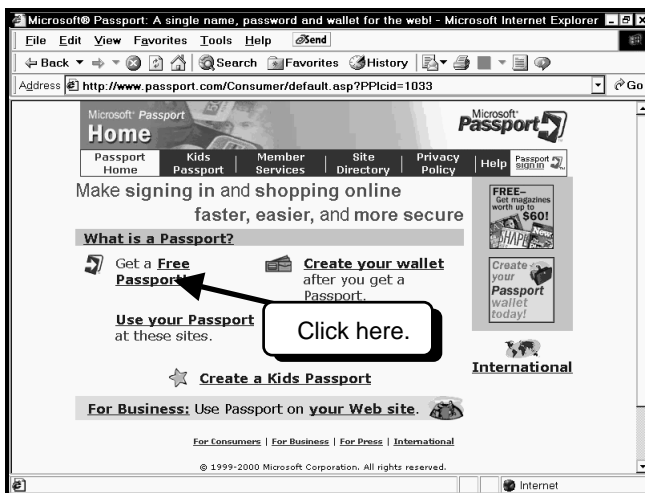 Microsoft® Passport: A single name, password and wallet for the web! - Microsoft Internet Explorer
File Edit View Favorites Tools Help Send
Back Search Favorites History
Address http://www.passport.com/Consumer/default.asp?PPlcid=1033 Go
Microsoft® Passport
Home
Microsoft®
Passport
Passport Home Kids Passport Member Services Site Directory Privacy Policy Help Passport sign in
Make signing in and shopping online
faster, easier, and more secure
What is a Passport?
Get a Free
Passport!
Create your wallet
after you get a
Passport.
Use your Passport
at these sites.
Click here.
Create a Kids Passport
For Business: Use Passport on your Web site.
FREE–
Get magazines
worth up to
$60!
SHAPE
Create
your
Passport
wallet
today!
International
For Consumers | For Business | For Press | International
© 1999-2000 Microsoft Corporation. All rights reserved.
Internet